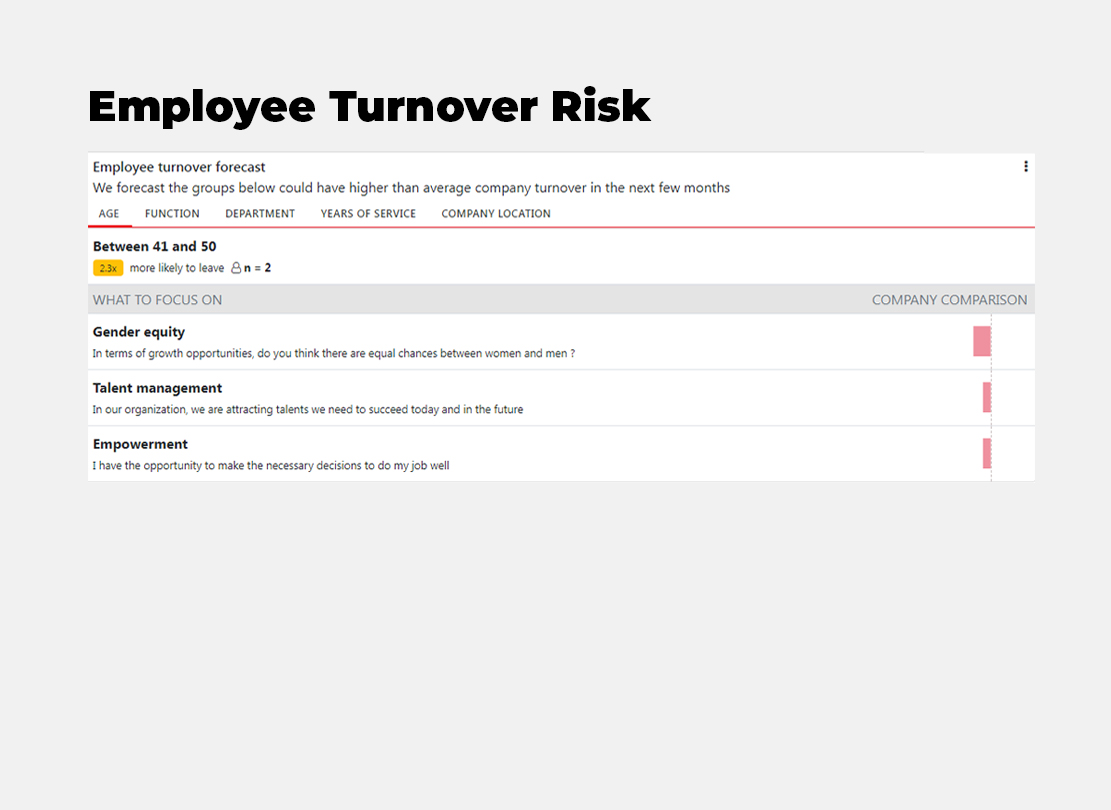 Employee Turnover Risk
Employee turnover forecast
We forecast the groups below could have higher than average company turnover in the next few months
AGE FUNCTION DEPARTMENT YEARS OF SERVICE COMPANY LOCATION
Between 41 and 50
2.3x more likely to leave n = 2
WHAT TO FOCUS ON COMPANY COMPARISON
Gender equity
In terms of growth opportunities, do you think there are equal chances between women and men ?
Talent management
In our organization, we are attracting talents we need to succeed today and in the future
Empowerment
I have the opportunity to make the necessary decisions to do my job well